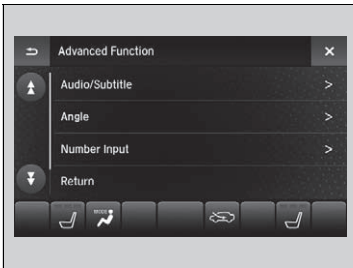 Advanced Function
Audio/Subtitle
Angle
Number Input
Return
MODE